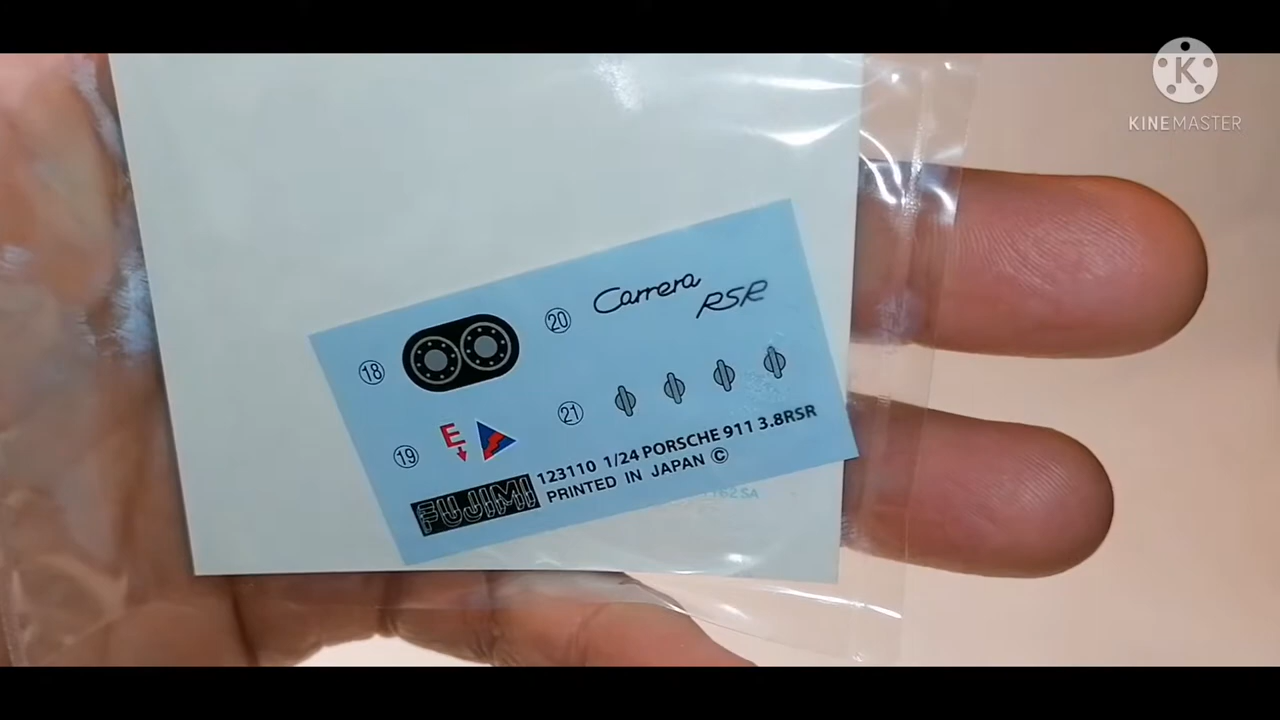 K
KINEMASTER
Carrera
RSR
⑳
⑱
㉑
E
⑲
FUJIMI
123110 1/24 PORSCHE 911 3.8RSR
PRINTED IN JAPAN ©